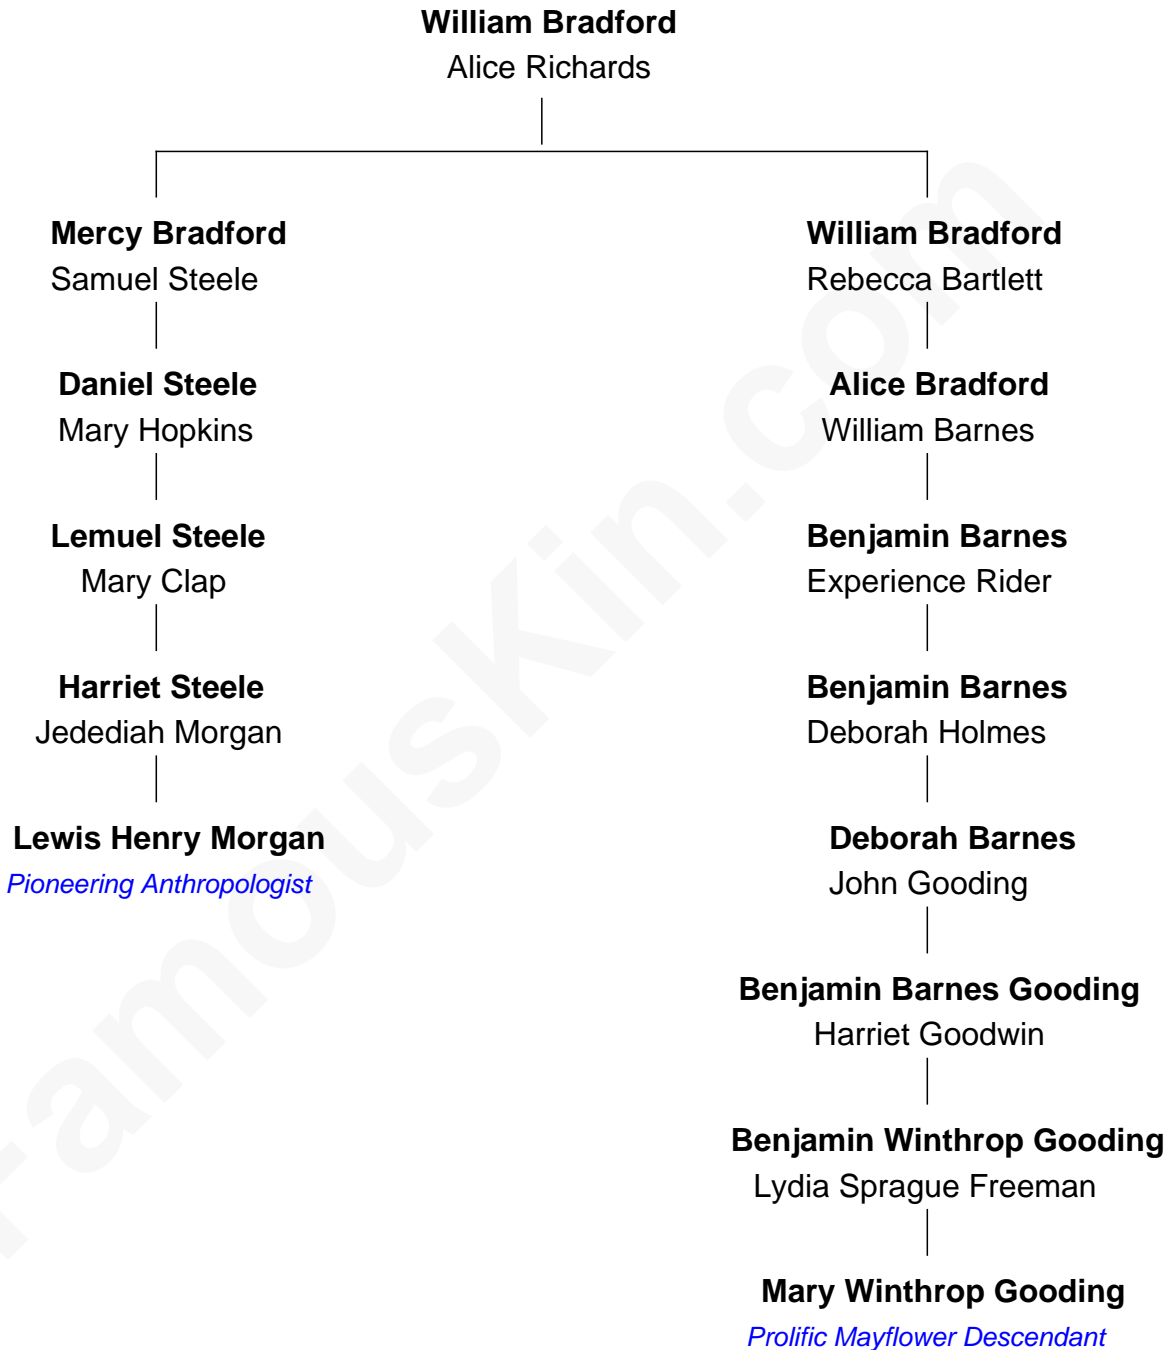 William Bradford
Alice Richards
Mercy Bradford
Samuel Steele
William Bradford
Rebecca Bartlett
Daniel Steele
Mary Hopkins
Alice Bradford
William Barnes
Lemuel Steele
Mary Clap
Benjamin Barnes
Experience Rider
Harriet Steele
Jedediah Morgan
Benjamin Barnes
Deborah Holmes
Lewis Henry Morgan
Pioneering Anthropologist
Deborah Barnes
John Gooding
Benjamin Barnes Gooding
Harriet Goodwin
Benjamin Winthrop Gooding
Lydia Sprague Freeman
Mary Winthrop Gooding
Prolific Mayflower Descendant
FamousKin.com